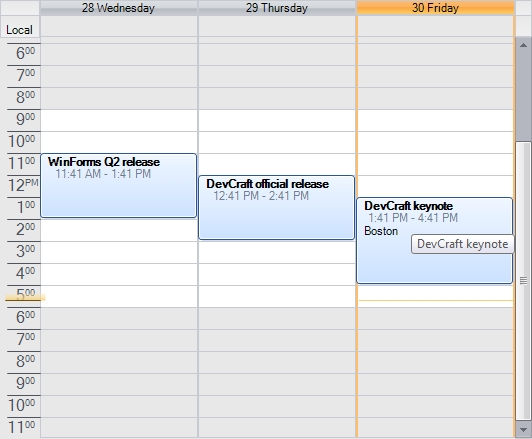 28 Wednesday
29 Thursday
30 Friday
Local
6 00
7 00
8 00
9 00
10 00
11 00
12 PM
1 00
2 00
3 00
4 00
5 00
6 00
7 00
8 00
9 00
10 00
11 00
WinForms Q2 release
11:41 AM - 1:41 PM
DevCraft official release
12:41 PM - 2:41 PM
DevCraft keynote
1:41 PM - 4:41 PM
Boston
DevCraft keynote